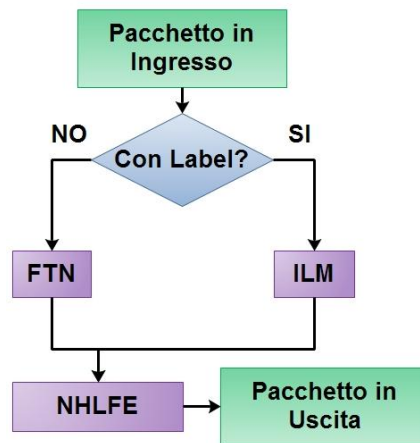 Pacchetto in
Ingresso
NO
SI
Con Label?
FTN
ILM
NHLFE
Pacchetto in
Uscita